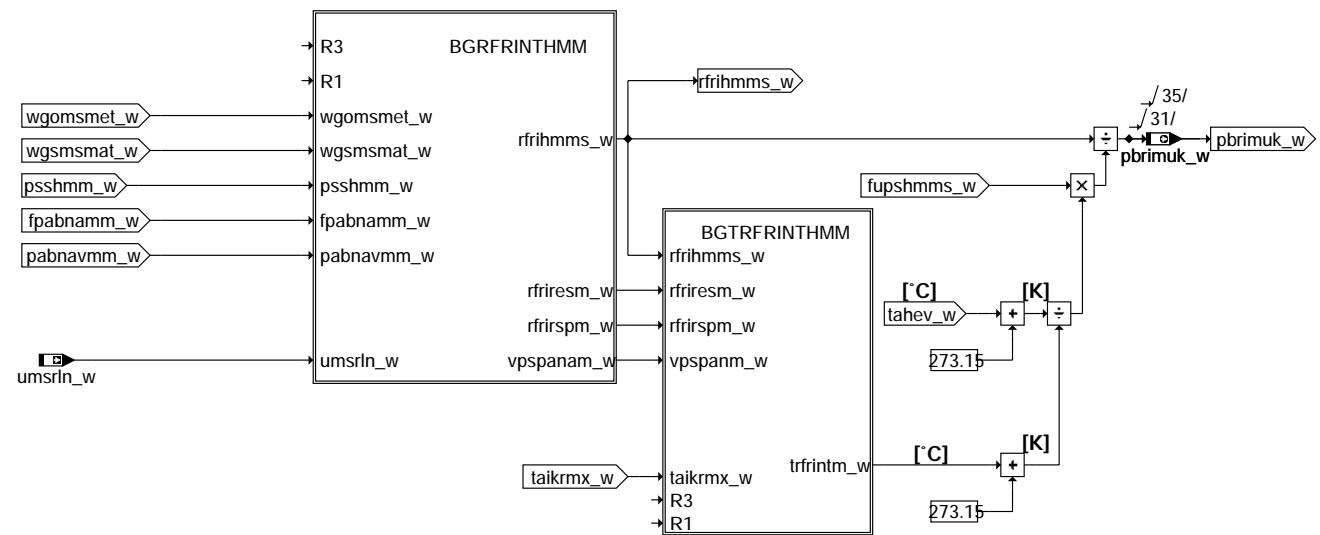 R3
BGRFRINTHMM
R1
wgomsmet_w
wgomsmet_w
wgsmsmat_w
wgsmsmat_w
psshmm_w
psshmm_w
fpabnamm_w
fpabnamm_w
pabnavmm_w
pabnavmm_w
umsrln_w
umsrln_w
rfrihmms_w
rfriresm_w
rfrirspm_w
vpspanam_w
rfrihmms_w
35/
31/
÷
pbrimuk_w
pbrimuk_w
fupshmms_w
×
BGTRFRINTHMM
rfrihmms_w
rfriresm_w
rfrirspm_w
vpspanm_w
[°C]
[K]
tahev_w
+
÷
273.15
taikrmx_w
taikrmx_w
R3
R1
trfrintm_w
[°C]
[K]
+
273.15